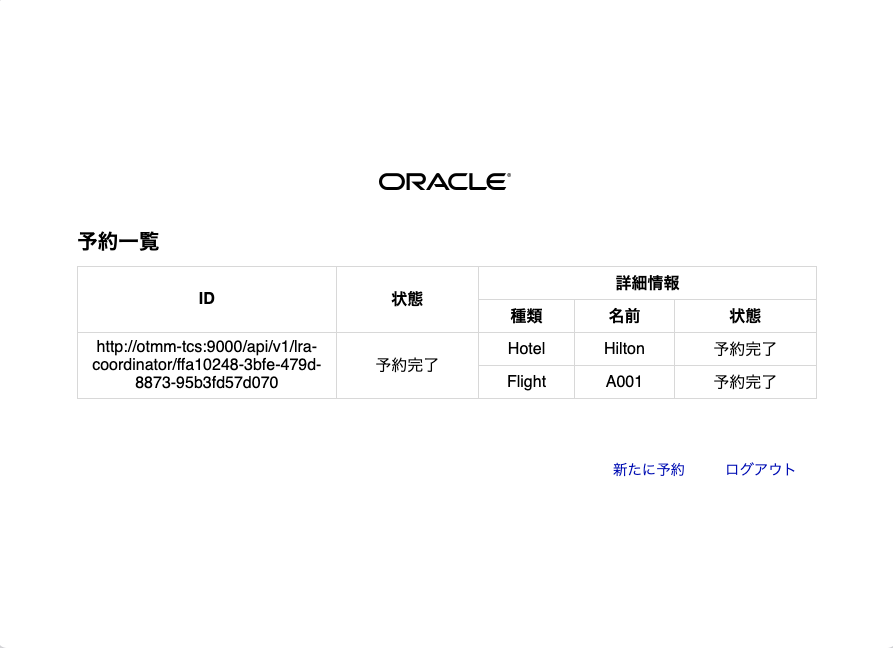 ORACLE
予約一覧
ID 状態 詳細情報
種類 名前 状態
http://otmm-tcs:9000/api/v1/lra-
coordinator/ffa10248-3bfe-479d-
8873-95b3fd57d070
予約完了
Hotel Hilton 予約完了
Flight A001 予約完了
新たに予約 ログアウト